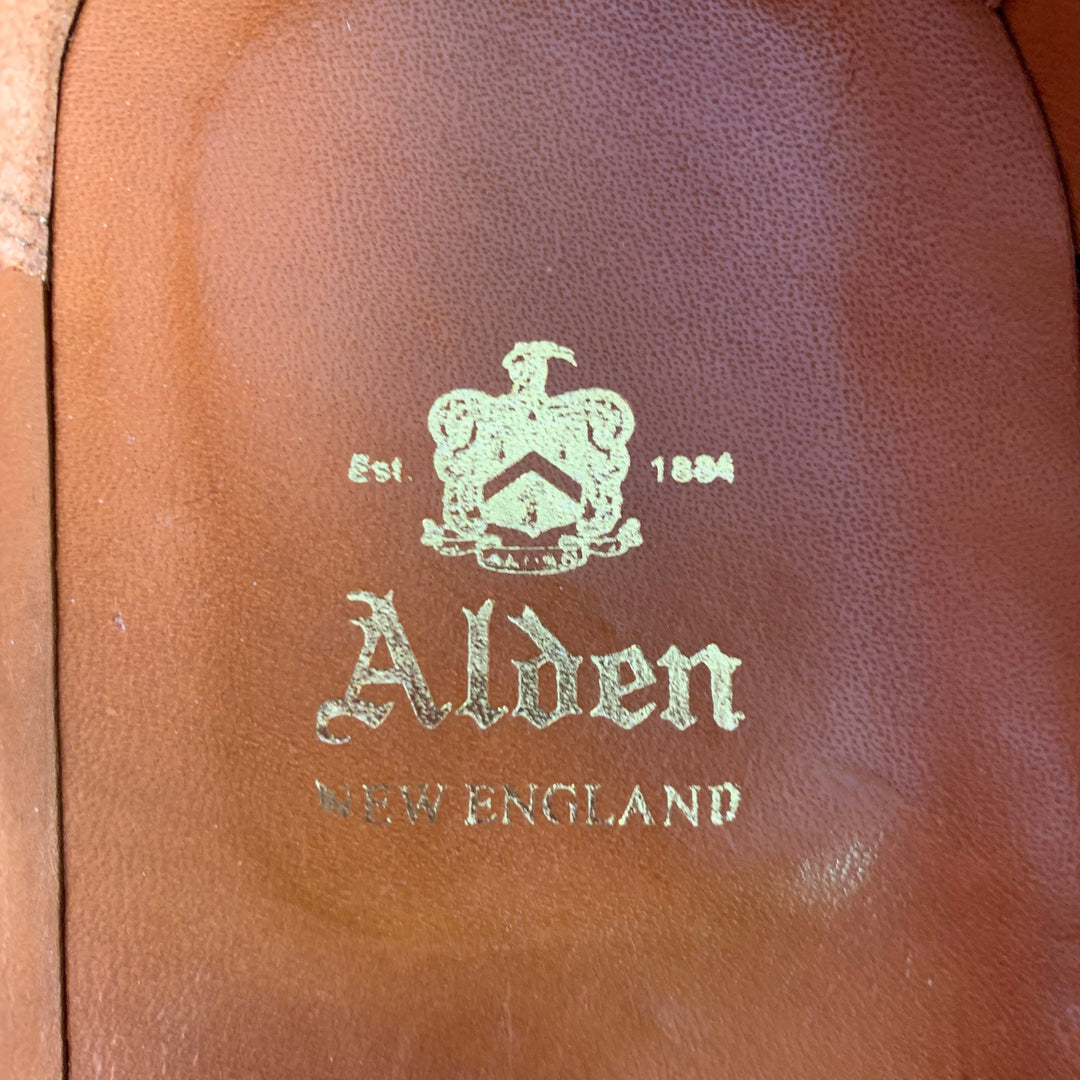 Est. 1884
Alden
NEW ENGLAND